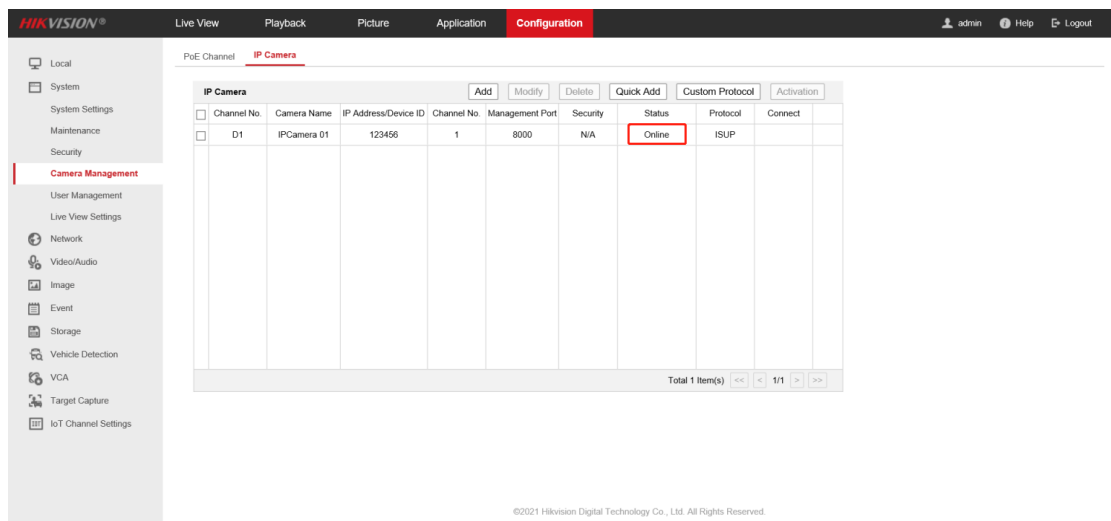 HIKVISION® Live View Playback Picture Application Configuration admin Help Logout
Local
System
System Settings
Maintenance
Security
Camera Management
User Management
Live View Settings
Network
Video/Audio
Image
Event
Storage
Vehicle Detection
VCA
Target Capture
IoT Channel Settings
PoE Channel IP Camera
IP Camera Add Modify Delete Quick Add Custom Protocol Activation
Channel No. Camera Name IP Address/Device ID Channel No. Management Port Security Status Protocol Connect
D1 IPCamera 01 123456 1 8000 N/A Online ISUP
Total 1 Item(s) << < 1/1 > >>
©2021 Hikvision Digital Technology Co., Ltd. All Rights Reserved.